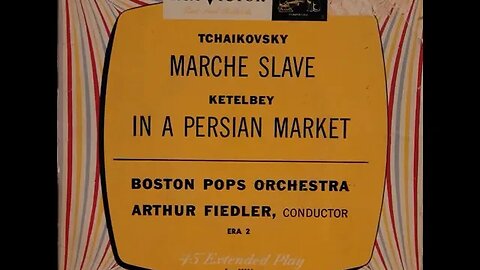 TCHAIKOVSKY
MARCHE SLAVE
KETELBEY
IN A PERSIAN MARKET
BOSTON POPS ORCHESTRA
ARTHUR FIEDLER, CONDUCTOR
ERA 2
45 Extended Play